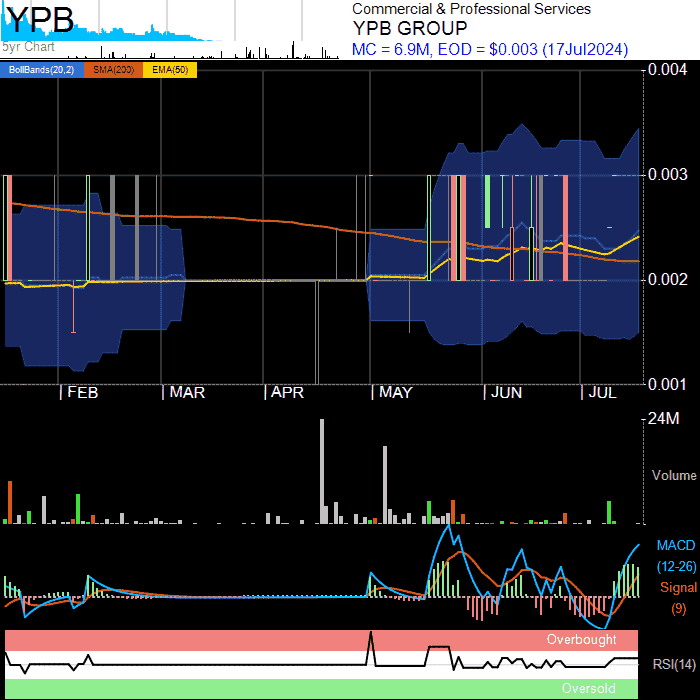 YPB
5yr Chart
Commercial & Professional Services
YPB GROUP
MC = 6.9M, EOD = $0.003 (17Jul2024)
BollBands(20,2) SMA(200) EMA(50)
0.004
0.003
0.002
0.001
FEB MAR APR MAY JUN JUL
24M
Volume
MACD
(12-26)
Signal
(9)
Overbought
RSI(14)
Oversold